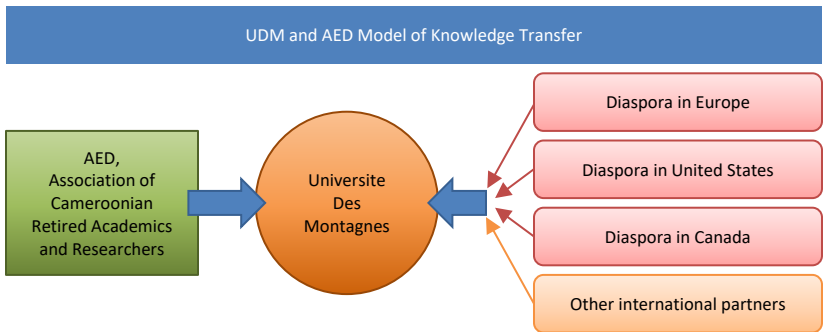 UDM and AED Model of Knowledge Transfer
AED,
Association of
Cameroonian
Retired Academics
and Researchers
Universite
Des
Montagnes
Diaspora in Europe
Diaspora in United States
Diaspora in Canada
Other international partners